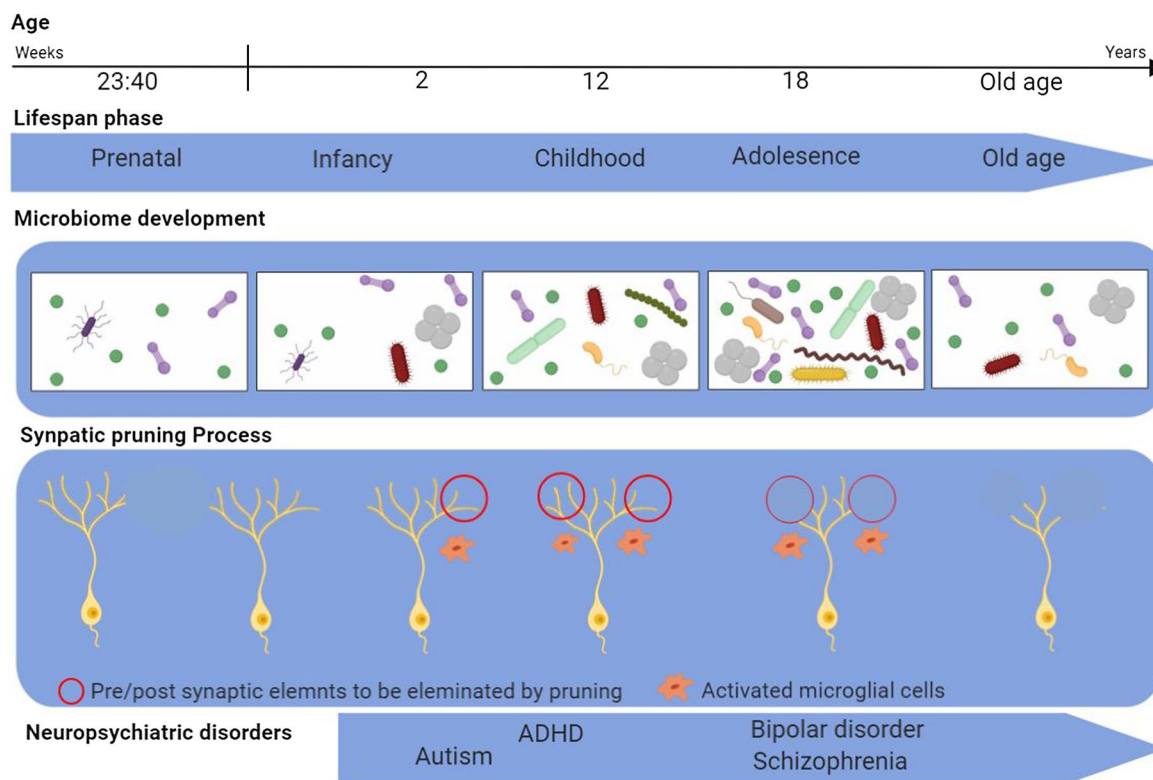 Age
Weeks
Years
23:40
2
12
18
Old age
Lifespan phase
Prenatal
Infancy
Childhood
Adolesence
Old age
Microbiome development
Synpatic pruning Process
Pre/post synaptic elemnts to be eleminated by pruning
Activated microglial cells
Neuropsychiatric disorders
Autism
ADHD
Bipolar disorder
Schizophrenia